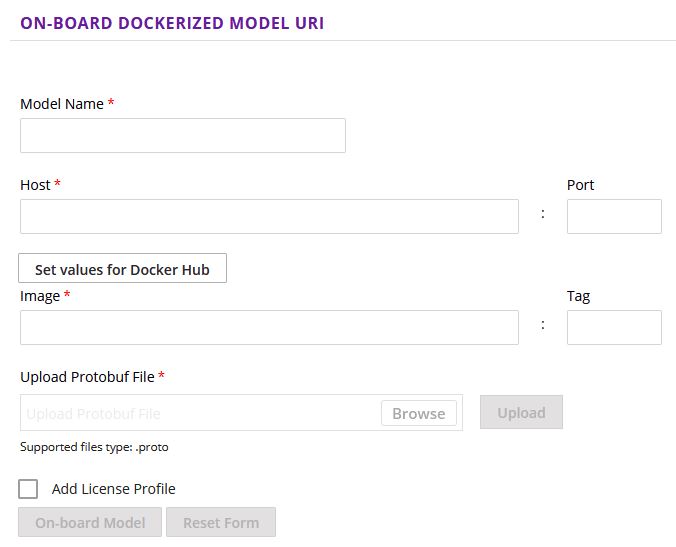 ON-BOARD DOCKERIZED MODEL URI
Model Name *
Host * Port
:
Set values for Docker Hub
Image * Tag
:
Upload Protobuf File *
Upload Protobuf File Browse Upload
Supported files type: .proto
Add License Profile
On-board Model Reset Form